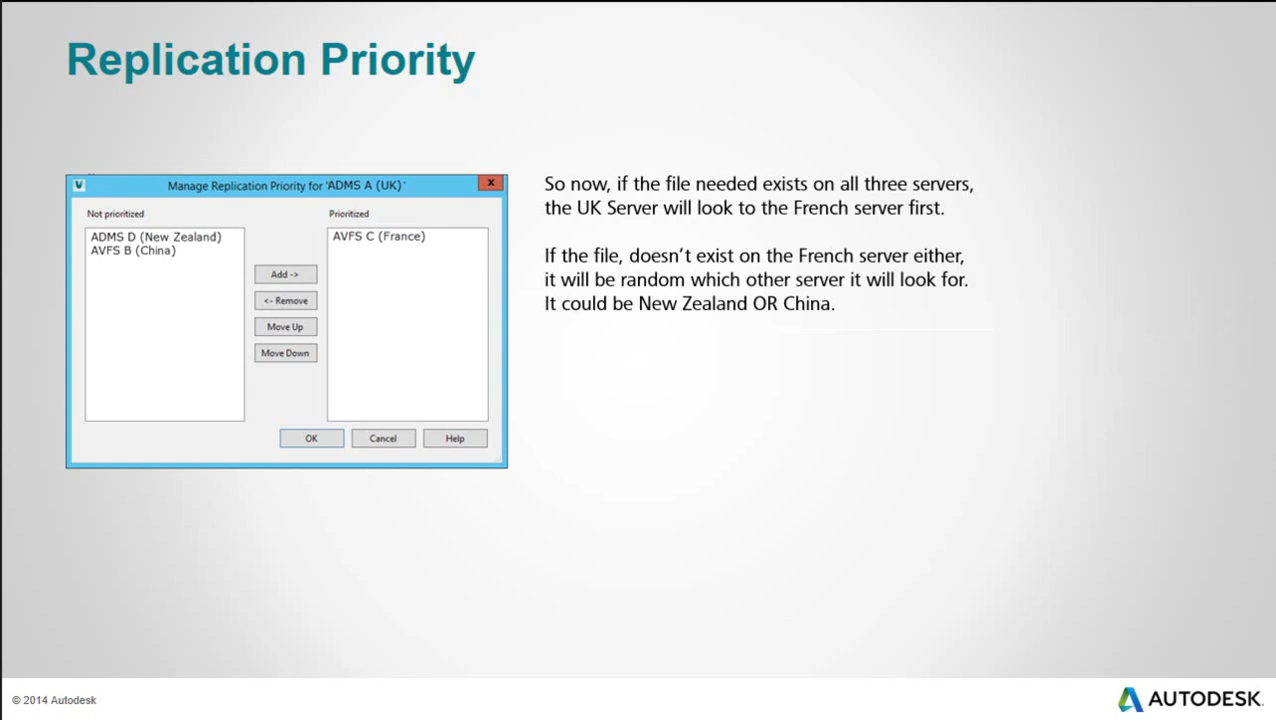 Replication Priority
Manage Replication Priority for 'ADMS A (UK)'
Not prioritized
Prioritized
ADMS D (New Zealand)
AVFS B (China)
AVFS C (France)
Add ->
<- Remove
Move Up
Move Down
OK
Cancel
Help
So now, if the file needed exists on all three servers,
the UK Server will look to the French server first.
If the file, doesn't exist on the French server either,
it will be random which other server it will look for.
It could be New Zealand OR China.
© 2014 Autodesk
AUTODESK.